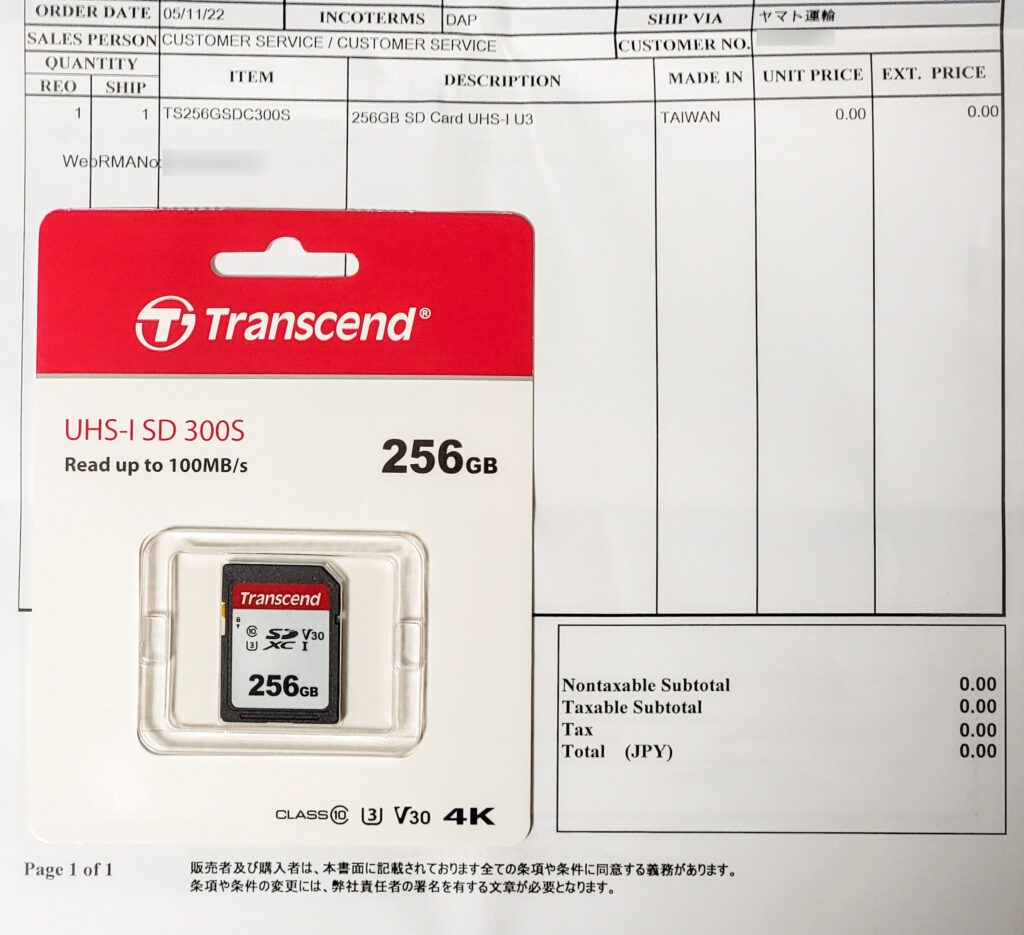 ORDER DATE 05/11/22 INCOTERMS DAP SHIP VIA ヤマト運輸
SALES PERSON CUSTOMER SERVICE / CUSTOMER SERVICE CUSTOMER NO.
QUANTITY ITEM DESCRIPTION MADE IN UNIT PRICE EXT. PRICE
REO SHIP
1 1 TS256GSDC300S 256GB SD Card UHS-I U3 TAIWAN 0.00 0.00
WebRMANo:
Transcend®
UHS-I SD 300S
Read up to 100MB/s
256GB
Transcend
10 SD XC I U3 V30
256GB
CLASS10 U3 V30 4K
Nontaxable Subtotal 0.00
Taxable Subtotal 0.00
Tax 0.00
Total (JPY) 0.00
Page 1 of 1
販売者及び購入者は、本書面に記載されております全ての条項や条件に同意する義務があります。
条項や条件の変更には、弊社責任者の署名を有する文章が必要となります。